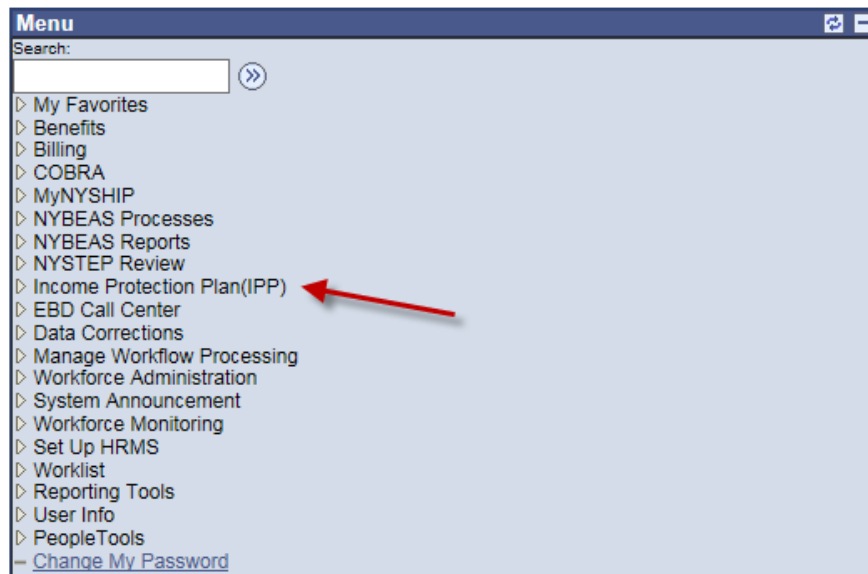 Menu
Search:
My Favorites
Benefits
Billing
COBRA
MyNYSHIP
NYBEAS Processes
NYBEAS Reports
NYSTEP Review
Income Protection Plan(IPP)
EBD Call Center
Data Corrections
Manage Workflow Processing
Workforce Administration
System Announcement
Workforce Monitoring
Set Up HRMS
Worklist
Reporting Tools
User Info
PeopleTools
Change My Password